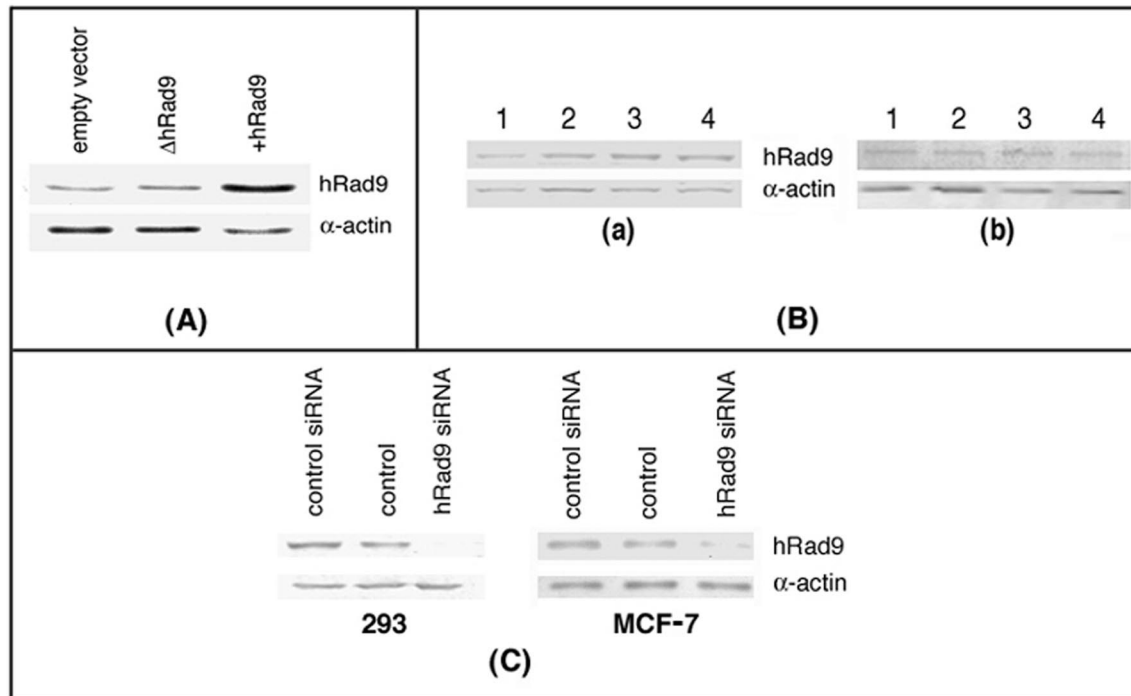 empty vector
ΔhRad9
+hRad9
hRad9
α-actin
(A)
1 2 3 4
hRad9
α-actin
(a)
1 2 3 4
(b)
(B)
control siRNA
control
hRad9 siRNA
293
control siRNA
control
hRad9 siRNA
hRad9
α-actin
MCF-7
(C)